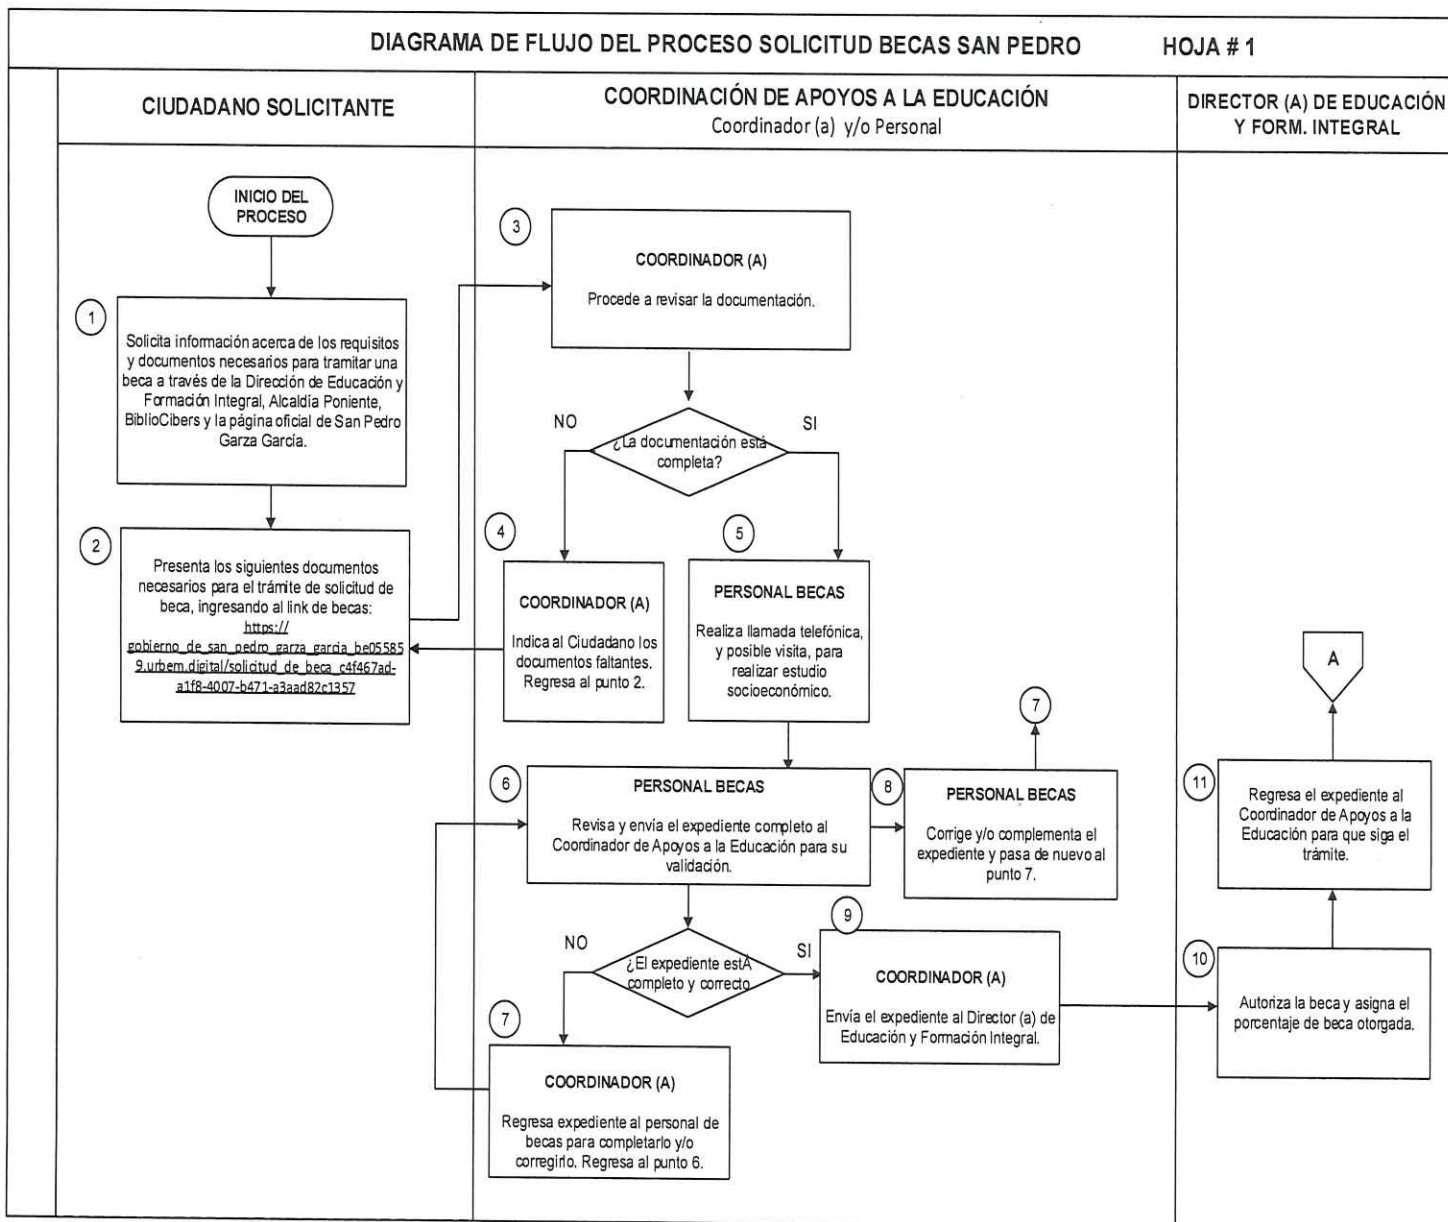 DIAGRAMA DE FLUJO DEL PROCESO SOLICITUD BECAS SAN PEDRO HOJA # 1
CIUDADANO SOLICITANTE
COORDINACIÓN DE APOYOS A LA EDUCACIÓN
Coordinador (a) y/o Personal
DIRECTOR (A) DE EDUCACIÓN
Y FORM. INTEGRAL
INICIO DEL
PROCESO
1
Solicita información acerca de los requisitos
y documentos necesarios para tramitar una
beca a través de la Dirección de Educación y
Formación Integral, Alcaldía Poniente,
BiblioCibers y la página oficial de San Pedro
Garza García.
2
Presenta los siguientes documentos
necesarios para el trámite de solicitud de
beca, ingresando al link de becas:
https://
gobierno_de_san_pedro_garza_garcia_be05585
9.urbem.digital/solicitud_de_beca_c4f467ad-
a1f8-4007-b471-a3aad82c1357
3
COORDINADOR (A)
Procede a revisar la documentación.
NO
SI
¿La documentación está
completa?
4
COORDINADOR (A)
Indica al Ciudadano los
documentos faltantes.
Regresa al punto 2.
5
PERSONAL BECAS
Realiza llamada telefónica,
y posible visita, para
realizar estudio
socioeconómico.
6
PERSONAL BECAS
Revisa y envía el expediente completo al
Coordinador de Apoyos a la Educación para su
validación.
7
8
PERSONAL BECAS
Corrige y/o complementa el
expediente y pasa de nuevo al
punto 7.
NO
SI
¿El expediente estÁ
completo y correcto
7
COORDINADOR (A)
Regresa expediente al personal de
becas para completarlo y/o
corregirlo. Regresa al punto 6.
9
COORDINADOR (A)
Envía el expediente al Director (a) de
Educación y Formación Integral.
A
11
Regresa el expediente al
Coordinador de Apoyos a la
Educación para que siga el
trámite.
10
Autoriza la beca y asigna el
porcentaje de beca otorgada.